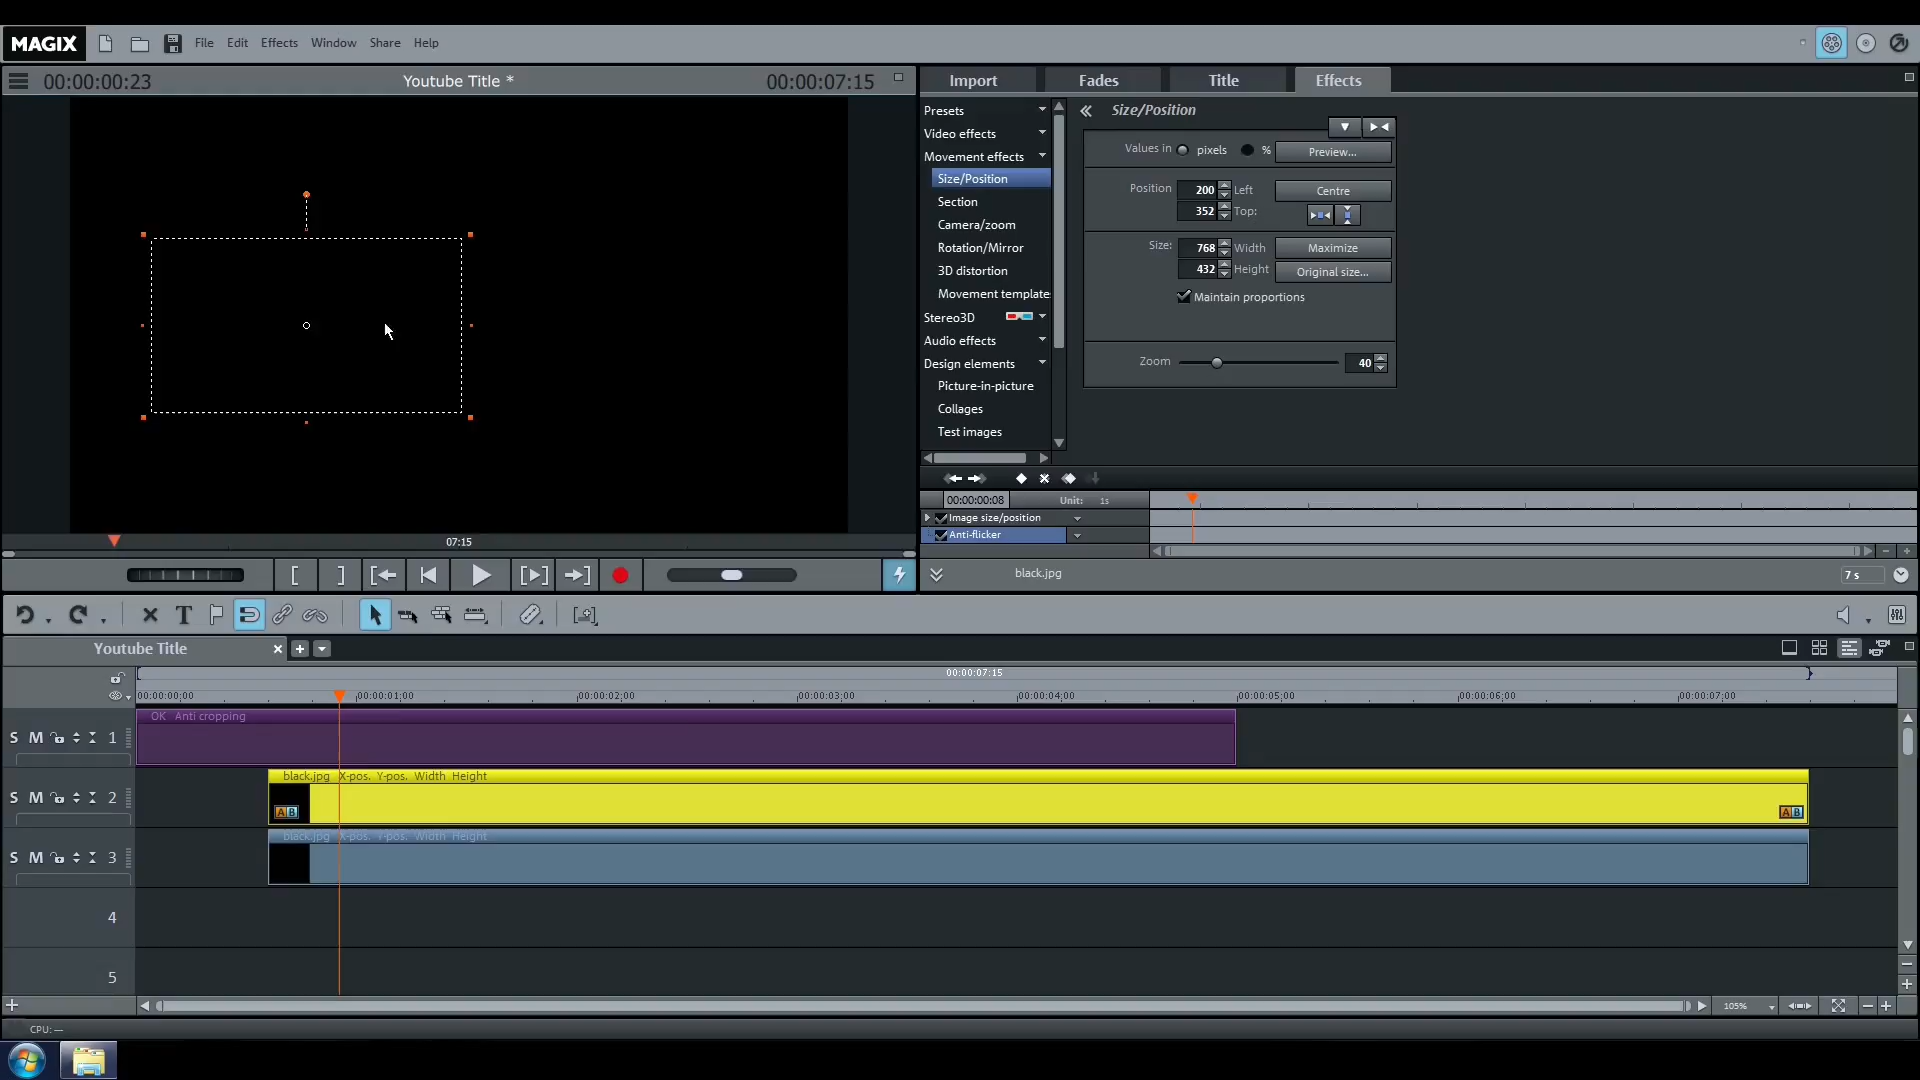 MAGIX File Edit Effects Window Share Help
00:00:00:23 Youtube Title * 00:00:07:15
Import Fades Title Effects
Presets
Video effects
Movement effects
Size/Position
Section
Camera/zoom
Rotation/Mirror
3D distortion
Movement template
Stereo3D
Audio effects
Design elements
Picture-in-picture
Collages
Test images
Size/Position
Values in pixels % Preview...
Position 200 Left Centre
352 Top:
Size: 768 Width Maximize
432 Height Original size...
Maintain proportions
Zoom 40
00:00:00:08 Unit: 1s
Image size/position
Anti-flicker
07:15
black.jpg 7 s
Youtube Title
00:00:07:15
00:00:00:00 00:00:01:00 00:00:02:00 00:00:03:00 00:00:04:00 00:00:05:00 00:00:06:00 00:00:07:00
OK Anti cropping
S M 1
black.jpg X-pos. Y-pos. Width Height
S M 2
AB AB
black.jpg X-pos. Y-pos. Width Height
S M 3
4
5
105%
CPU: —